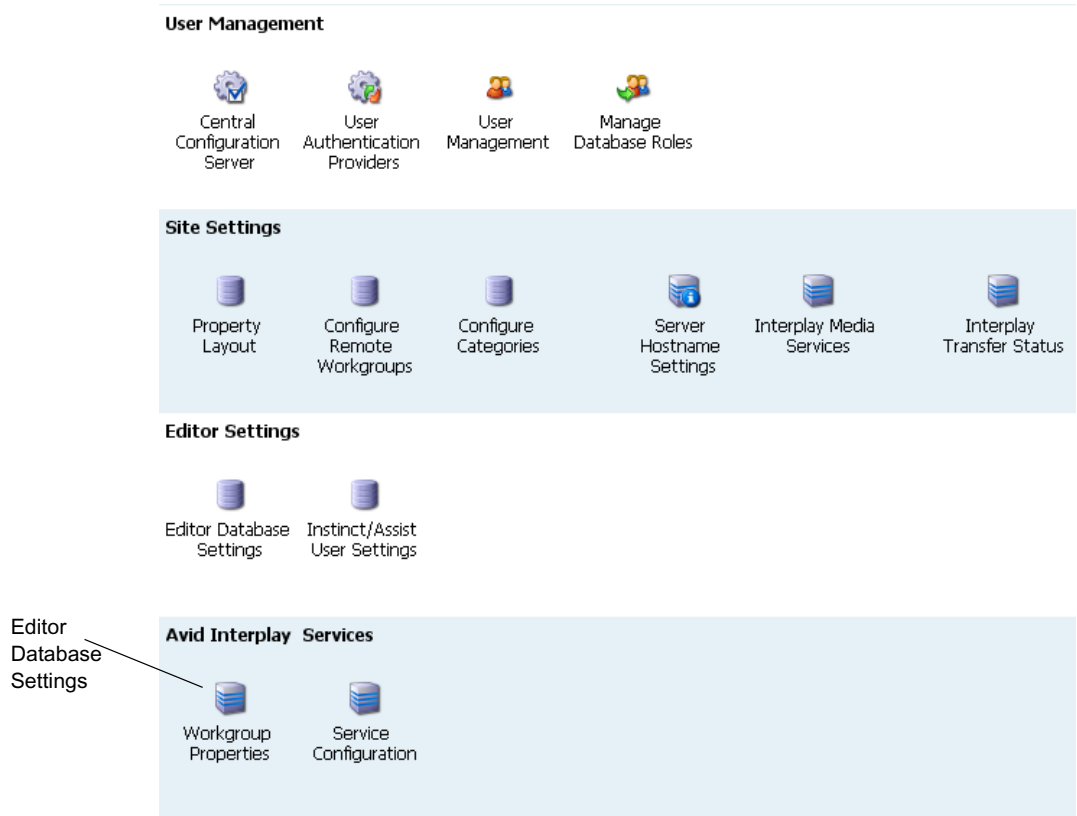 User Management
Central
Configuration
Server
User
Authentication
Providers
User
Management
Manage
Database Roles
Site Settings
Property
Layout
Configure
Remote
Workgroups
Configure
Categories
Server
Hostname
Settings
Interplay Media
Services
Interplay
Transfer Status
Editor Settings
Editor Database
Settings
Instinct/Assist
User Settings
Editor
Database
Settings
Avid Interplay Services
Workgroup
Properties
Service
Configuration